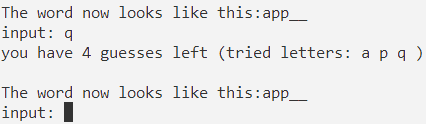 The word now looks like this:app__
input: q
you have 4 guesses left (tried letters: a p q )
The word now looks like this:app__
input: